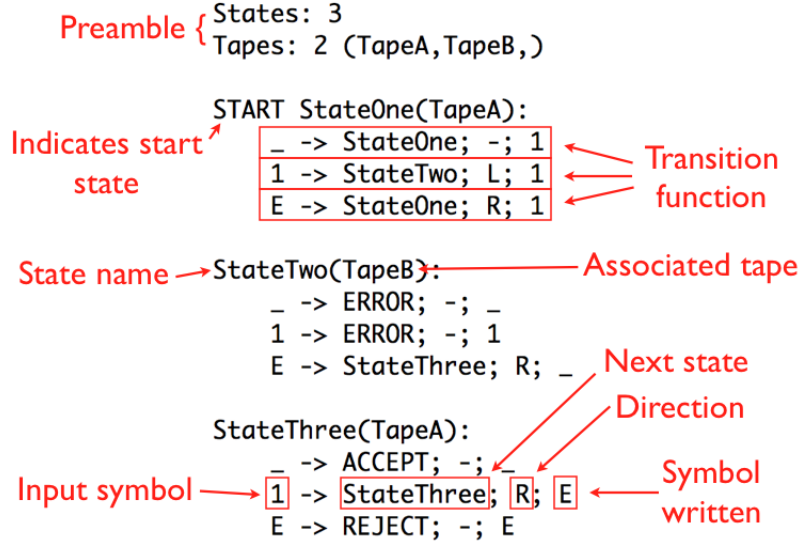 Preamble {
States: 3
Tapes: 2 (TapeA,TapeB,)
START StateOne(TapeA):
Indicates start
state
_ -> StateOne; -; 1
1 -> StateTwo; L; 1
E -> StateOne; R; 1
Transition
function
State name
StateTwo(TapeB):
Associated tape
_ -> ERROR; -; _
1 -> ERROR; -; 1
E -> StateThree; R; _
Next state
Direction
StateThree(TapeA):
_ -> ACCEPT; -; _
Input symbol
1 -> StateThree; R; E
Symbol
written
E -> REJECT; -; E